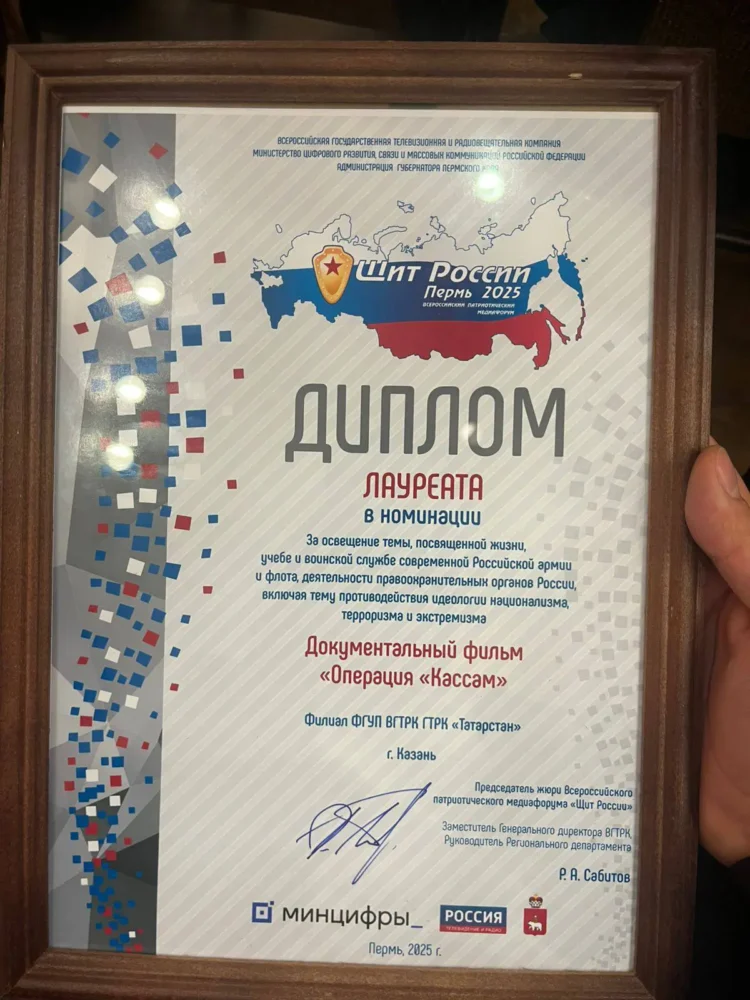 ВСЕРОССИЙСКАЯ ГОСУДАРСТВЕННАЯ ТЕЛЕВИЗИОННАЯ И РАДИОВЕЩАТЕЛЬНАЯ КОМПАНИЯ
МИНИСТЕРСТВО ЦИФРОВОГО РАЗВИТИЯ, СВЯЗИ И МАССОВЫХ КОММУНИКАЦИЙ РОССИЙСКОЙ ФЕДЕРАЦИИ
АДМИНИСТРАЦИЯ ГУБЕРНАТОРА ПЕРМСКОГО КРАЯ
Щит России
Пермь 2025
ВСЕРОССИЙСКИЙ ПАТРИОТИЧЕСКИЙ
МЕДИАФОРУМ
ДИПЛОМ
ЛАУРЕАТА
В НОМИНАЦИИ
За освещение темы, посвященной жизни,
учебе и воинской службе современной Российской армии
и флота, деятельности правоохранительных органов России,
включая тему противодействия идеологии национализма,
терроризма и экстремизма
Документальный фильм
«Операция «Кассам»
Филиал ФГУП ВГТРК ГТРК «Татарстан»
г. Казань
Председатель жюри Всероссийского
патриотического медиафорума «Щит России»
Заместитель Генерального директора ВГТРК,
Руководитель Регионального департамента
Р. А. Сабитов
минцифры_
РОССИЯ
ТЕЛЕВИДЕНИЕ И РАДИО
Пермь, 2025 г.